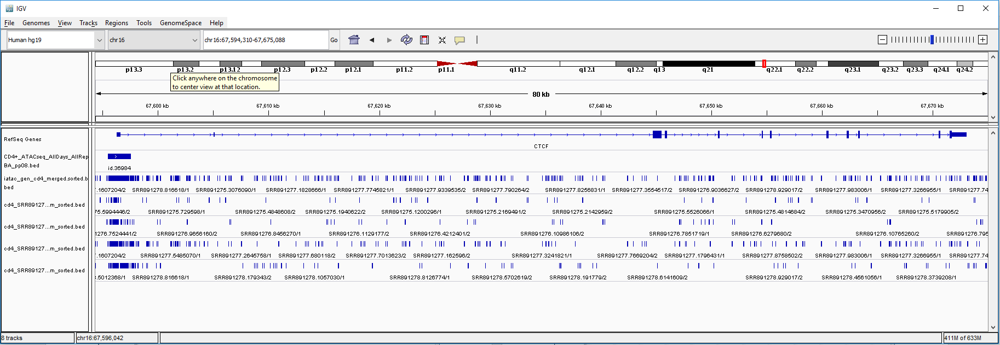 IGV
File Genomes View Tracks Regions Tools GenomeSpace Help
Human hg19 chr16 chr16:67,594,310-67,675,088 Go
p13.3 p13.2 p13.12 p12.3 p12.2 p12.1 p11.2 p11.1 q11.2 q12.1 q12.2 q13 q21 q22.1 q22.2 q23.1 q23.2 q23.3 q24.1 q24.2
Click anywhere on the chromosome
to center view at that location.
80 kb
67,600 kb 67,610 kb 67,620 kb 67,630 kb 67,640 kb 67,650 kb 67,660 kb 67,670 kb
RefSeq Genes
CTCF
CD4+_ATACseq_AllDays_AllRep
BA_pp08.bed
id.36984
iatac_gen_cd4_merged.sorted.b
bed
.1607204/2 SRR891278.816618/1 SRR891275.3076090/1 SRR891277.1828666/1 SRR891277.7745821/1 SRR891277.9339535/2 SRR891277.790264/2 SRR891277.8256831/1 SRR891277.3554517/2 SRR891276.9036627/2 SRR891278.929017/2 SRR891277.983006/1 SRR891277.3266955/1 SRR891277.74
cd4_SRR89127...m_sorted.bed
75.5994446/2 SRR891275.729598/1 SRR891275.4848608/2 SRR891275.1940622/2 SRR891275.1200296/1 SRR891275.2169491/2 SRR891275.2142959/2 SRR891275.5526066/1 SRR891275.4814684/2 SRR891275.3470956/2 SRR891275.5179905/2
cd4_SRR89127...m_sorted.bed
1276.7524441/2 SRR891276.9656160/2 SRR891276.8456270/1 SRR891276.1129177/2 SRR891276.4212401/2 SRR891276.10986106/2 SRR891276.7851719/1 SRR891276.6279680/2 SRR891276.10765260/2 SRR891276.795
cd4_SRR89127...m_sorted.bed
.1607204/2 SRR891277.5485070/1 SRR891277.2645758/1 SRR891277.680118/2 SRR891277.7013623/2 SRR891277.162596/2 SRR891277.3241821/1 SRR891277.7669204/2 SRR891277.1796431/1 SRR891277.8758502/2 SRR891277.983006/1 SRR891277.3266955/1 SRR891277.74
cd4_SRR89127...m_sorted.bed
.5012368/1 SRR891278.816618/1 SRR891278.179343/2 SRR891278.1057030/1 SRR891278.8126774/1 SRR891278.5702619/2 SRR891278.191779/2 SRR891278.6141609/2 SRR891278.929017/2 SRR891278.4561056/1 SRR891278.3739208/1
8 tracks chr16:67,596,042 411M of 633M